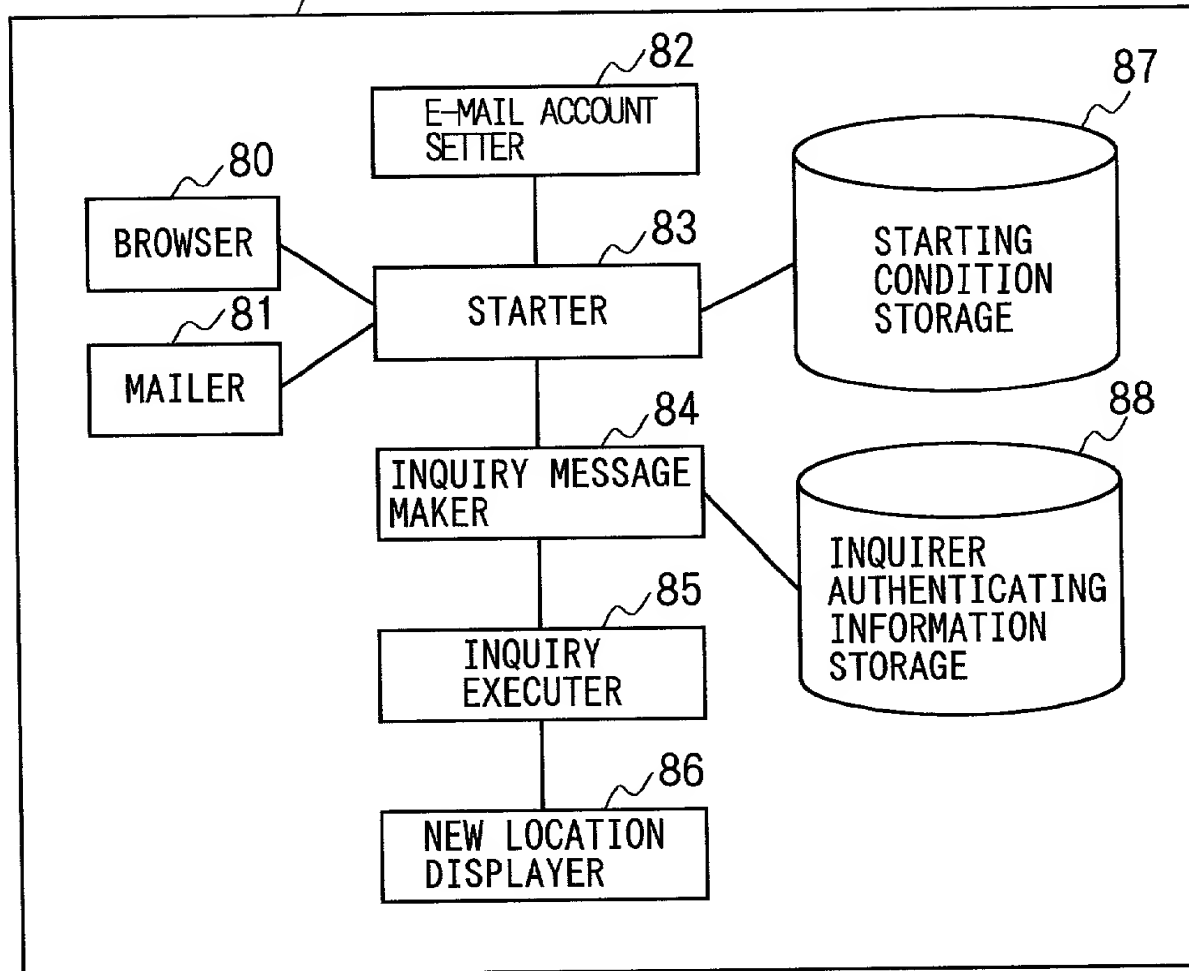 82
E-MAIL ACCOUNT
SETTER
87
80
BROWSER
83
STARTER
STARTING
CONDITION
STORAGE
81
MAILER
84
INQUIRY MESSAGE
MAKER
88
INQUIRER
AUTHENTICATING
INFORMATION
STORAGE
85
INQUIRY
EXECUTER
86
NEW LOCATION
DISPLAYER